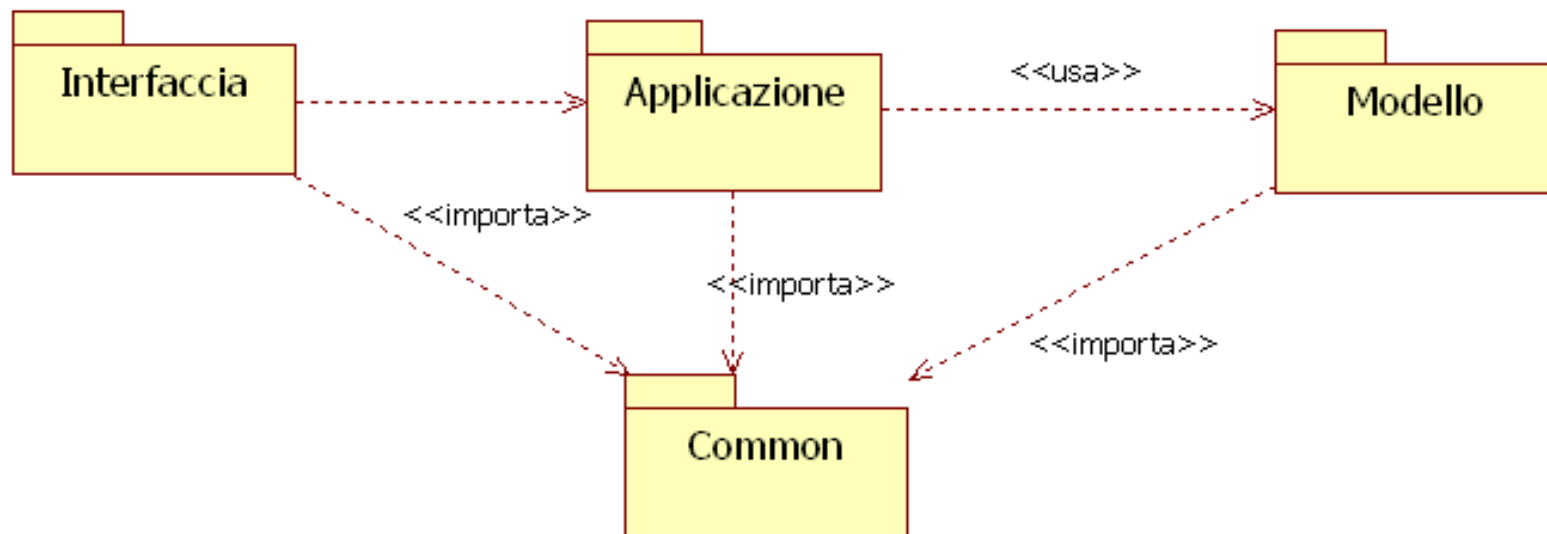 Interfaccia
Applicazione
<<usa>>
Modello
<<importa>>
<<importa>>
<<importa>>
Common